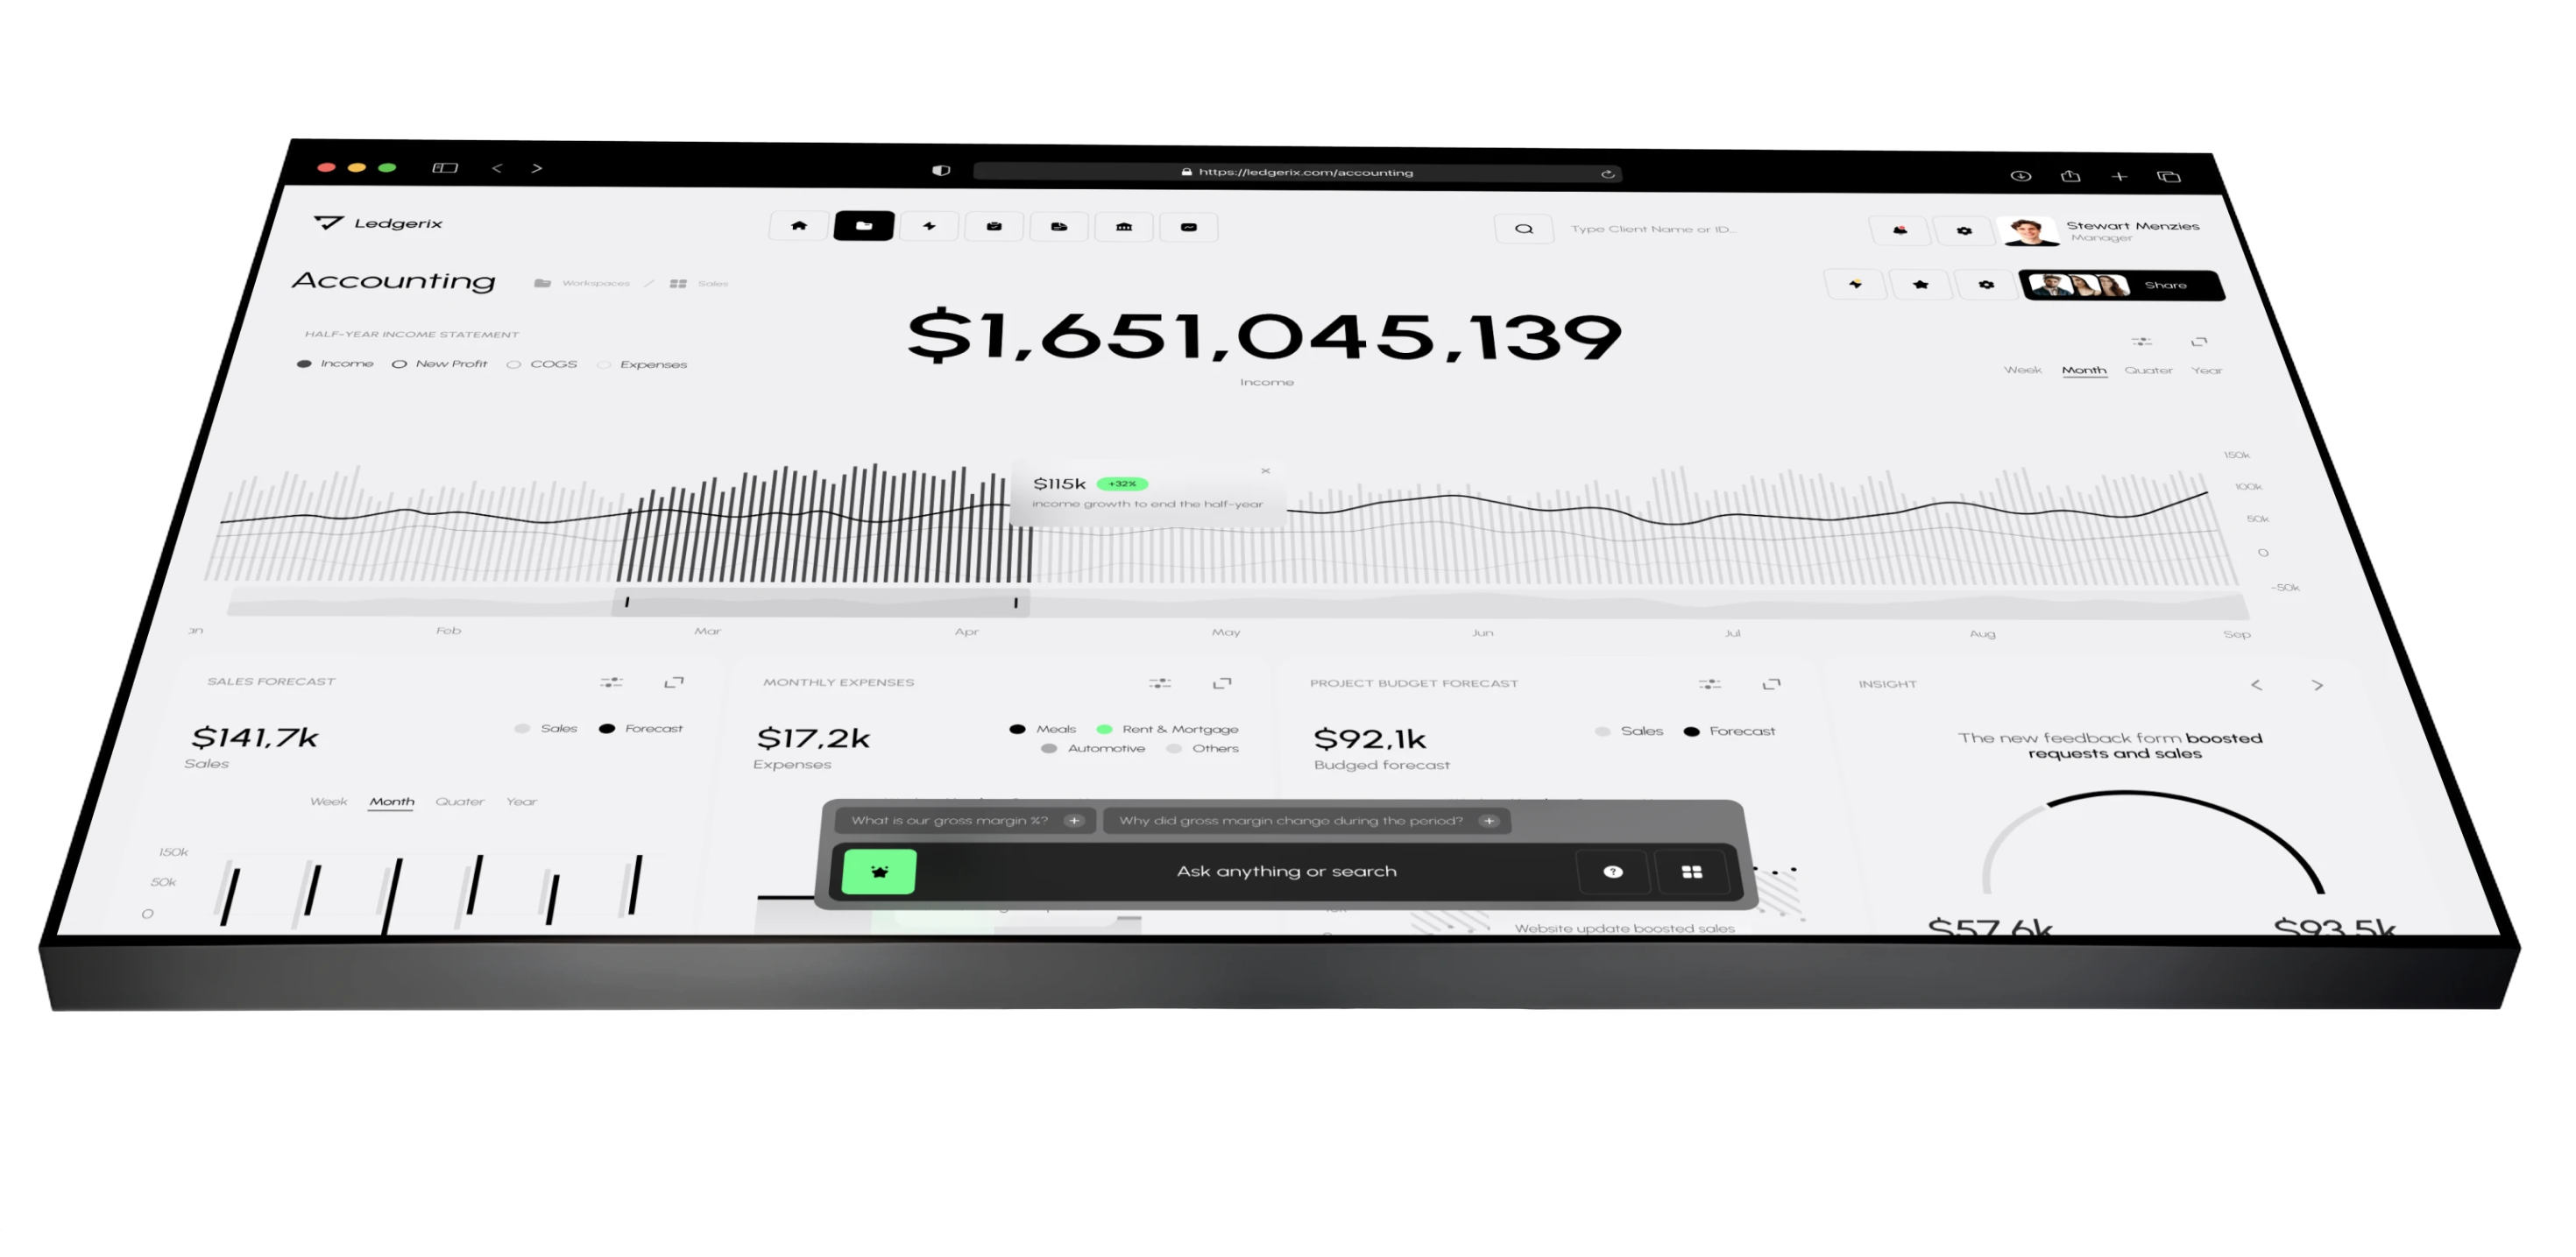 https://ledgerix.com/accounting
Ledgerix
Type Client Name or ID...
Stewart Menzies
Manager
Accounting
Workspaces / Sales
Share
$1,651,045,139
Income
HALF-YEAR INCOME STATEMENT
Income New Profit COGS Expenses
Week Month Quater Year
$115k +32%
income growth to end the half-year
150k
100k
50k
0
-50k
an Feb Mar Apr May Jun Jul Aug Sep
SALES FORECAST
$141,7k
Sales
Sales Forecast
Week Month Quater Year
150k
50k
0
MONTHLY EXPENSES
$17,2k
Expenses
Meals Rent & Mortgage
Automotive Others
PROJECT BUDGET FORECAST
$92,1k
Budged forecast
Sales Forecast
Website update boosted sales
INSIGHT
The new feedback form boosted
requests and sales
$57,6k
$93,5k
What is our gross margin %? +
Why did gross margin change during the period? +
Ask anything or search
?